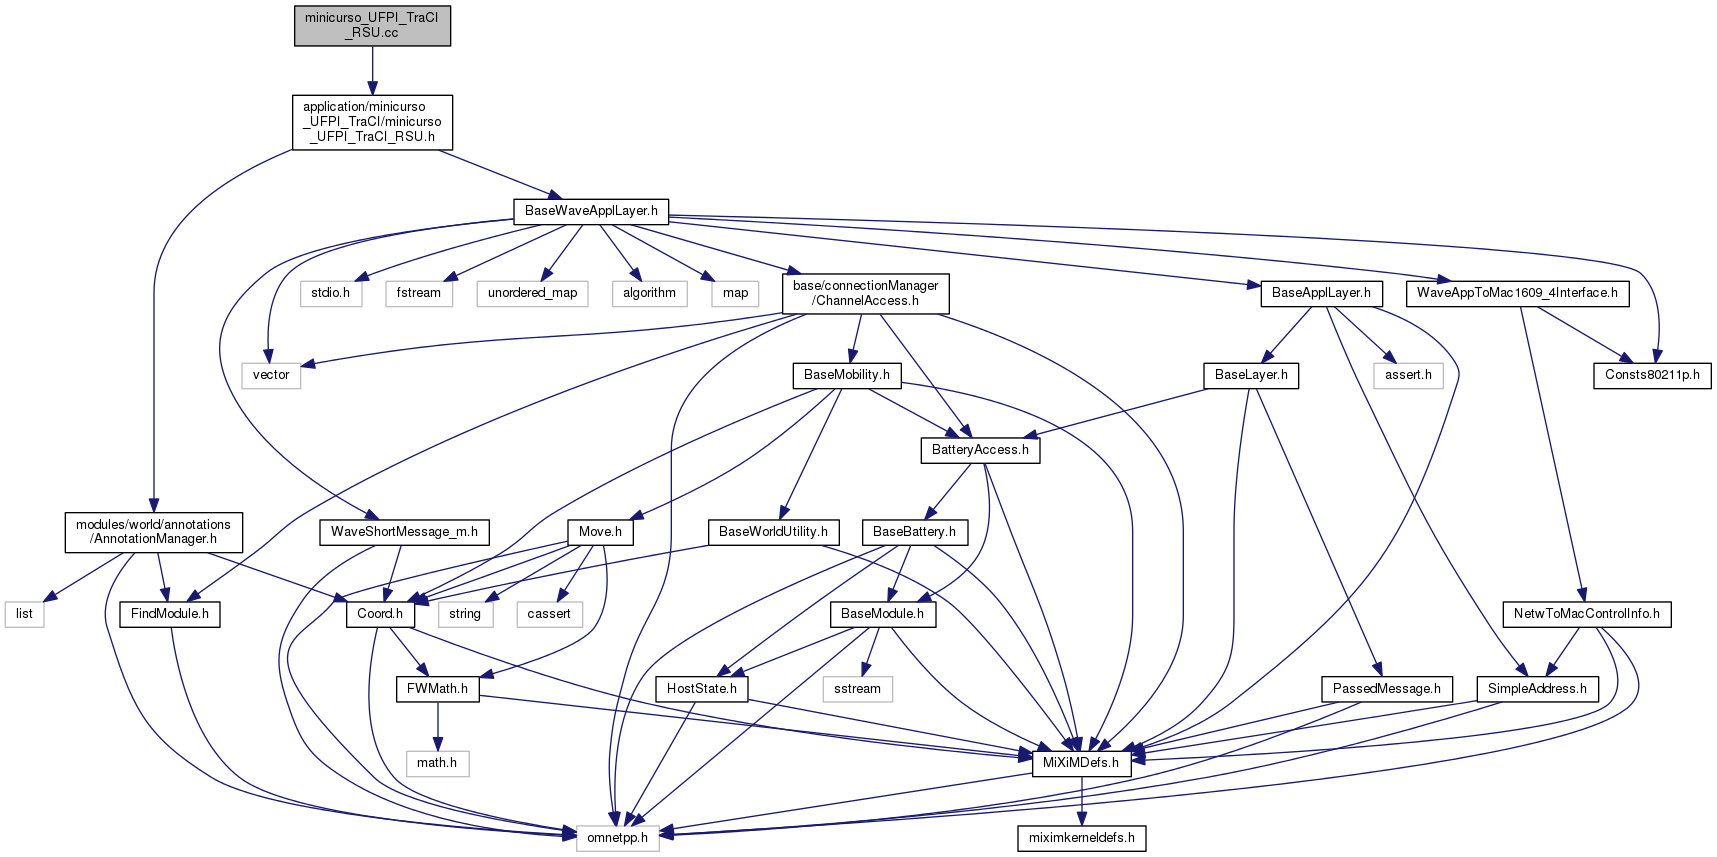 minicurso_UFPI_TraCI
_RSU.cc
application/minicurso
_UFPI_TraCI/minicurso
_UFPI_TraCI_RSU.h
BaseWaveApplLayer.h
stdio.h
fstream
unordered_map
algorithm
map
base/connectionManager
/ChannelAccess.h
BaseApplLayer.h
WaveAppToMac1609_4Interface.h
vector
BaseMobility.h
BaseLayer.h
assert.h
Consts80211p.h
BatteryAccess.h
modules/world/annotations
/AnnotationManager.h
WaveShortMessage_m.h
Move.h
BaseWorldUtility.h
BaseBattery.h
list
FindModule.h
Coord.h
string
cassert
BaseModule.h
NetwToMacControlInfo.h
FWMath.h
HostState.h
sstream
PassedMessage.h
SimpleAddress.h
math.h
MiXiMDefs.h
omnetpp.h
miximkerneldefs.h